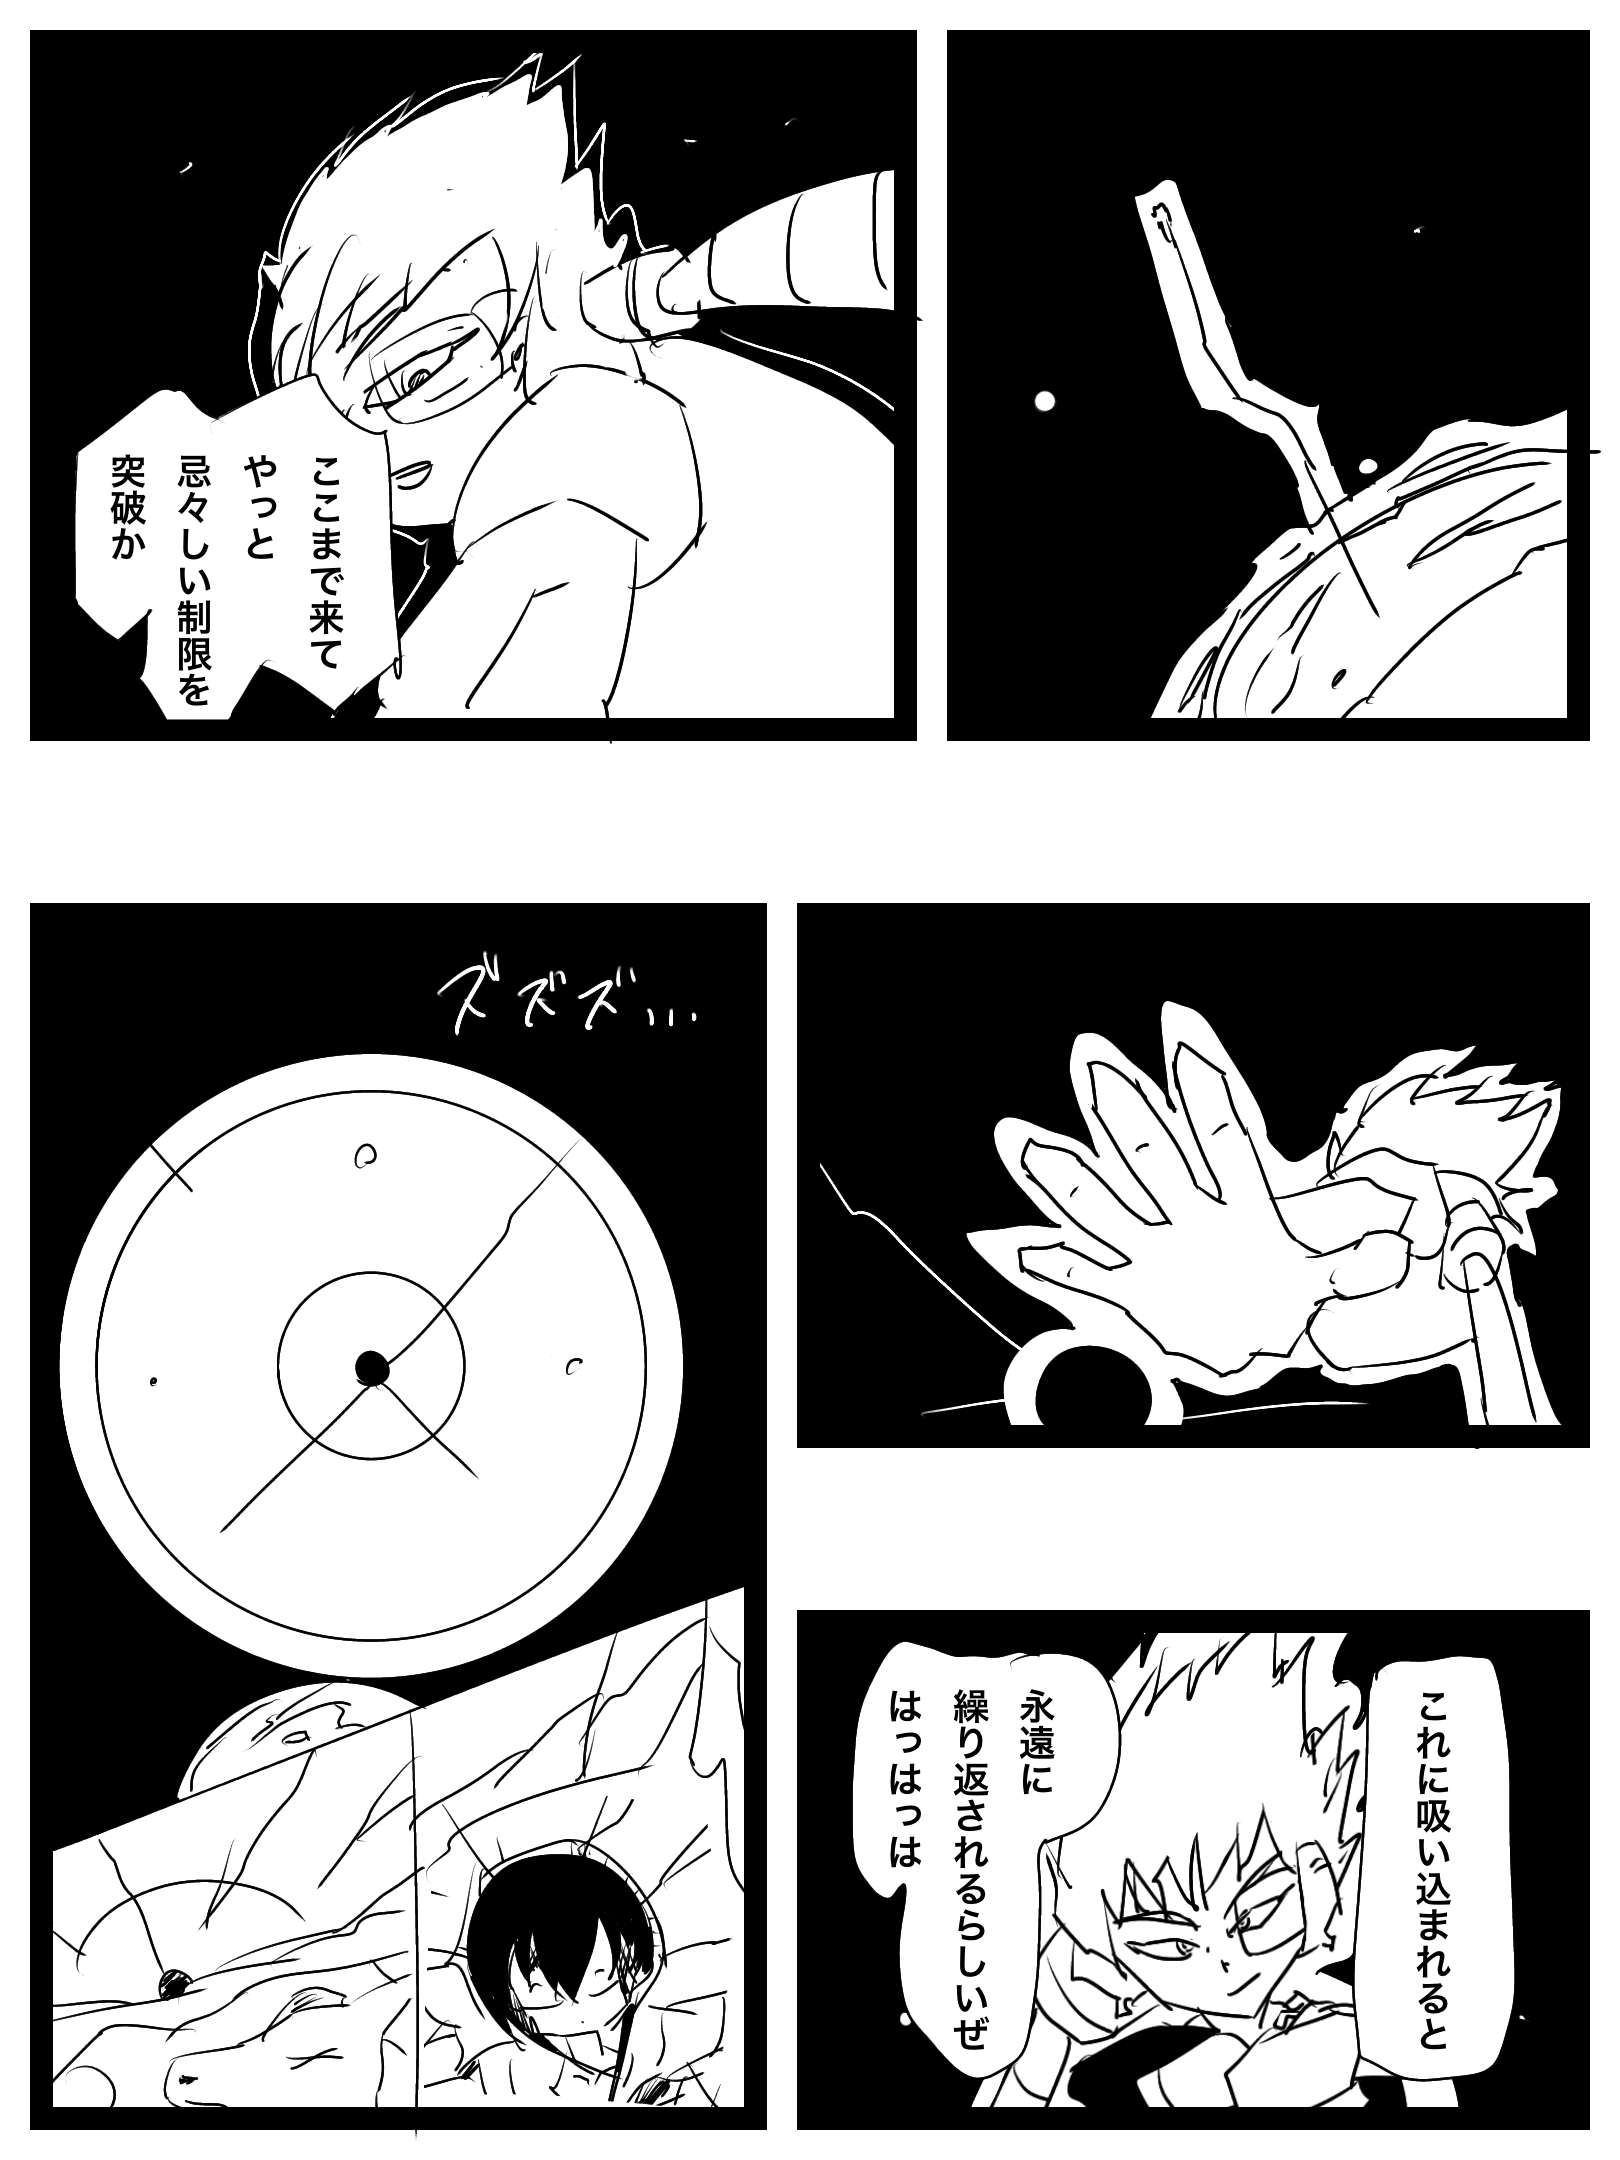 ここまで来て
やっと
忌々しい制限を
突破か
ズズズ...
これに吸い込まれると
永遠に
繰り返されるらしいぜ
はっはっは